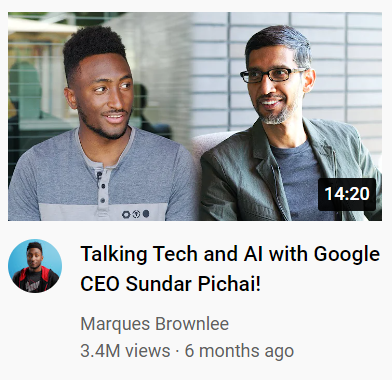 14:20
Talking Tech and AI with Google
CEO Sundar Pichai!
Marques Brownlee
3.4M views · 6 months ago